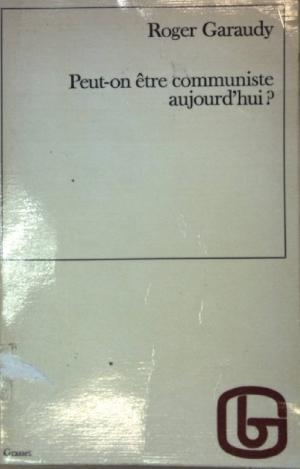 Roger Garaudy
Peut-on être communiste
aujourd'hui?
Grasset